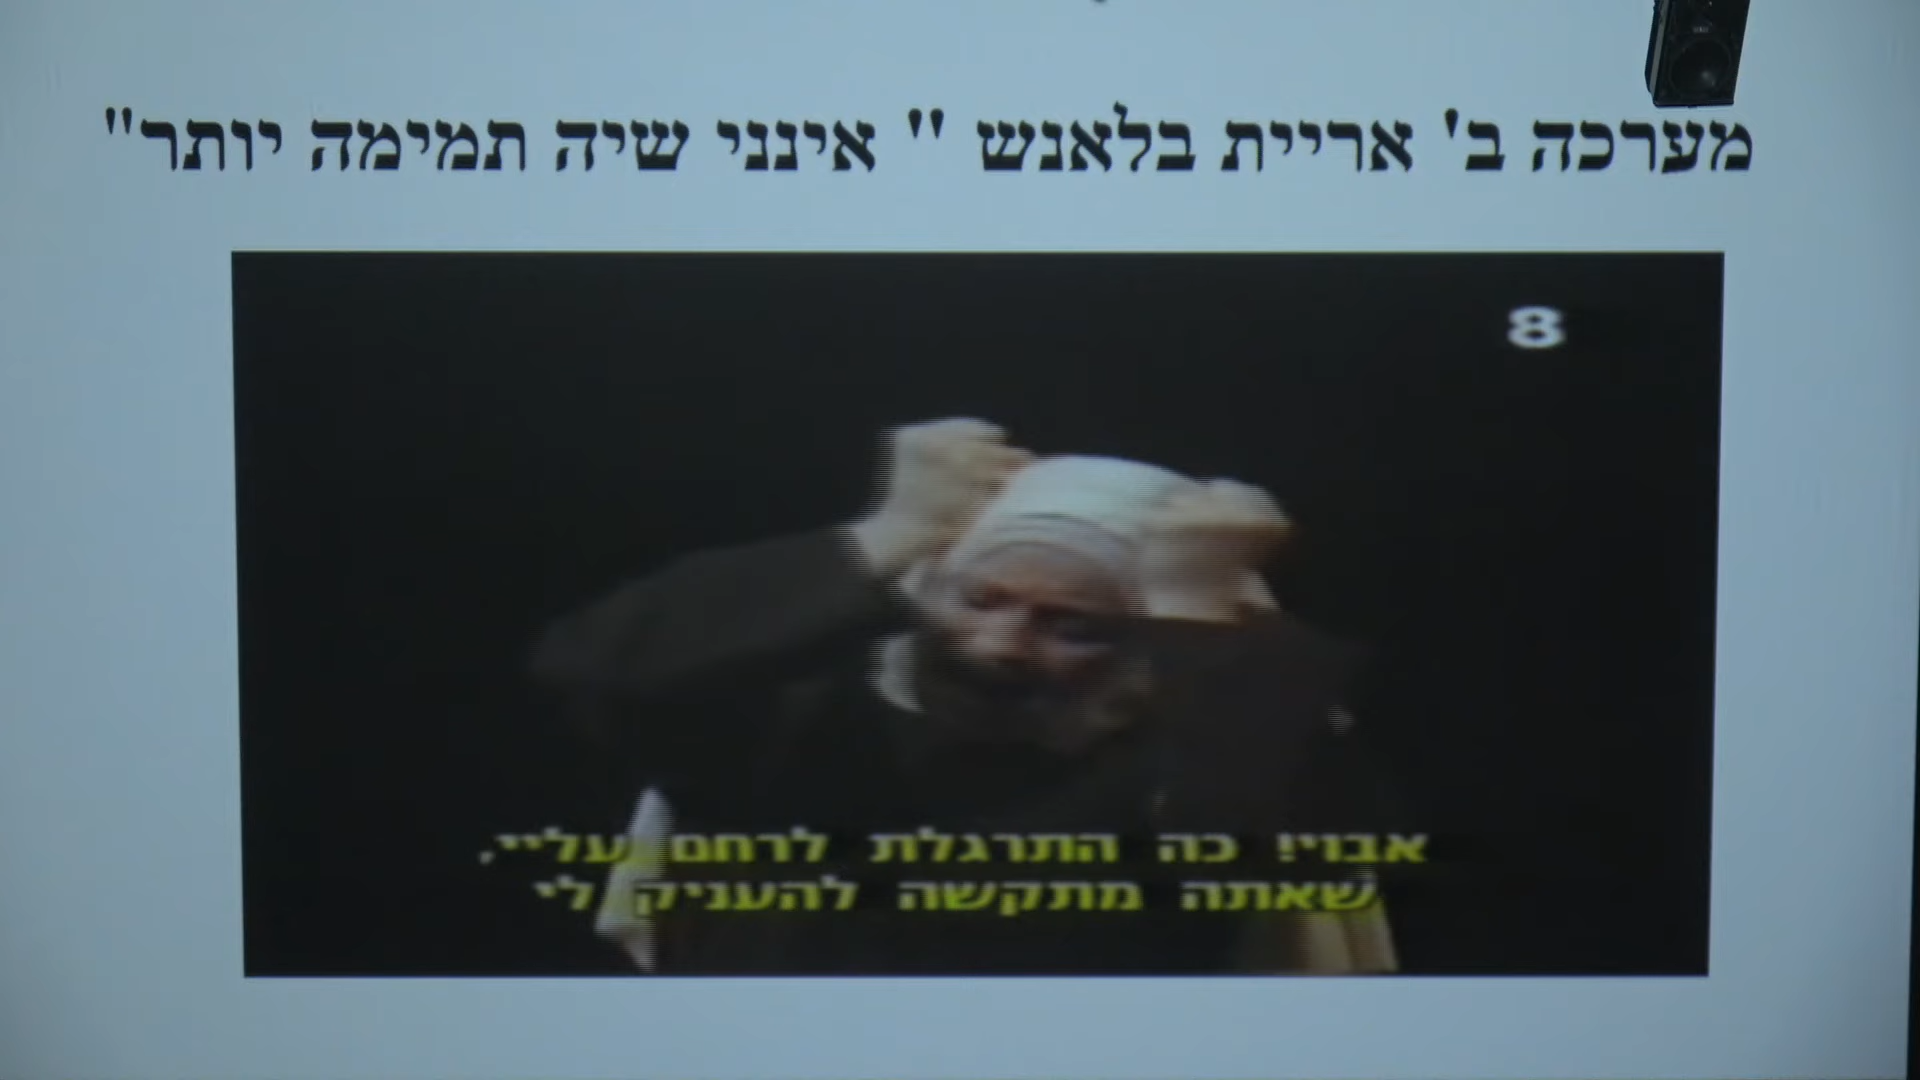 מערכה ב' אריית בלאנש " אינני שיה תמימה יותר"
8
אבוי! כה התרגלת לרחם עליי,
שאתה מתקשה להעניק לי